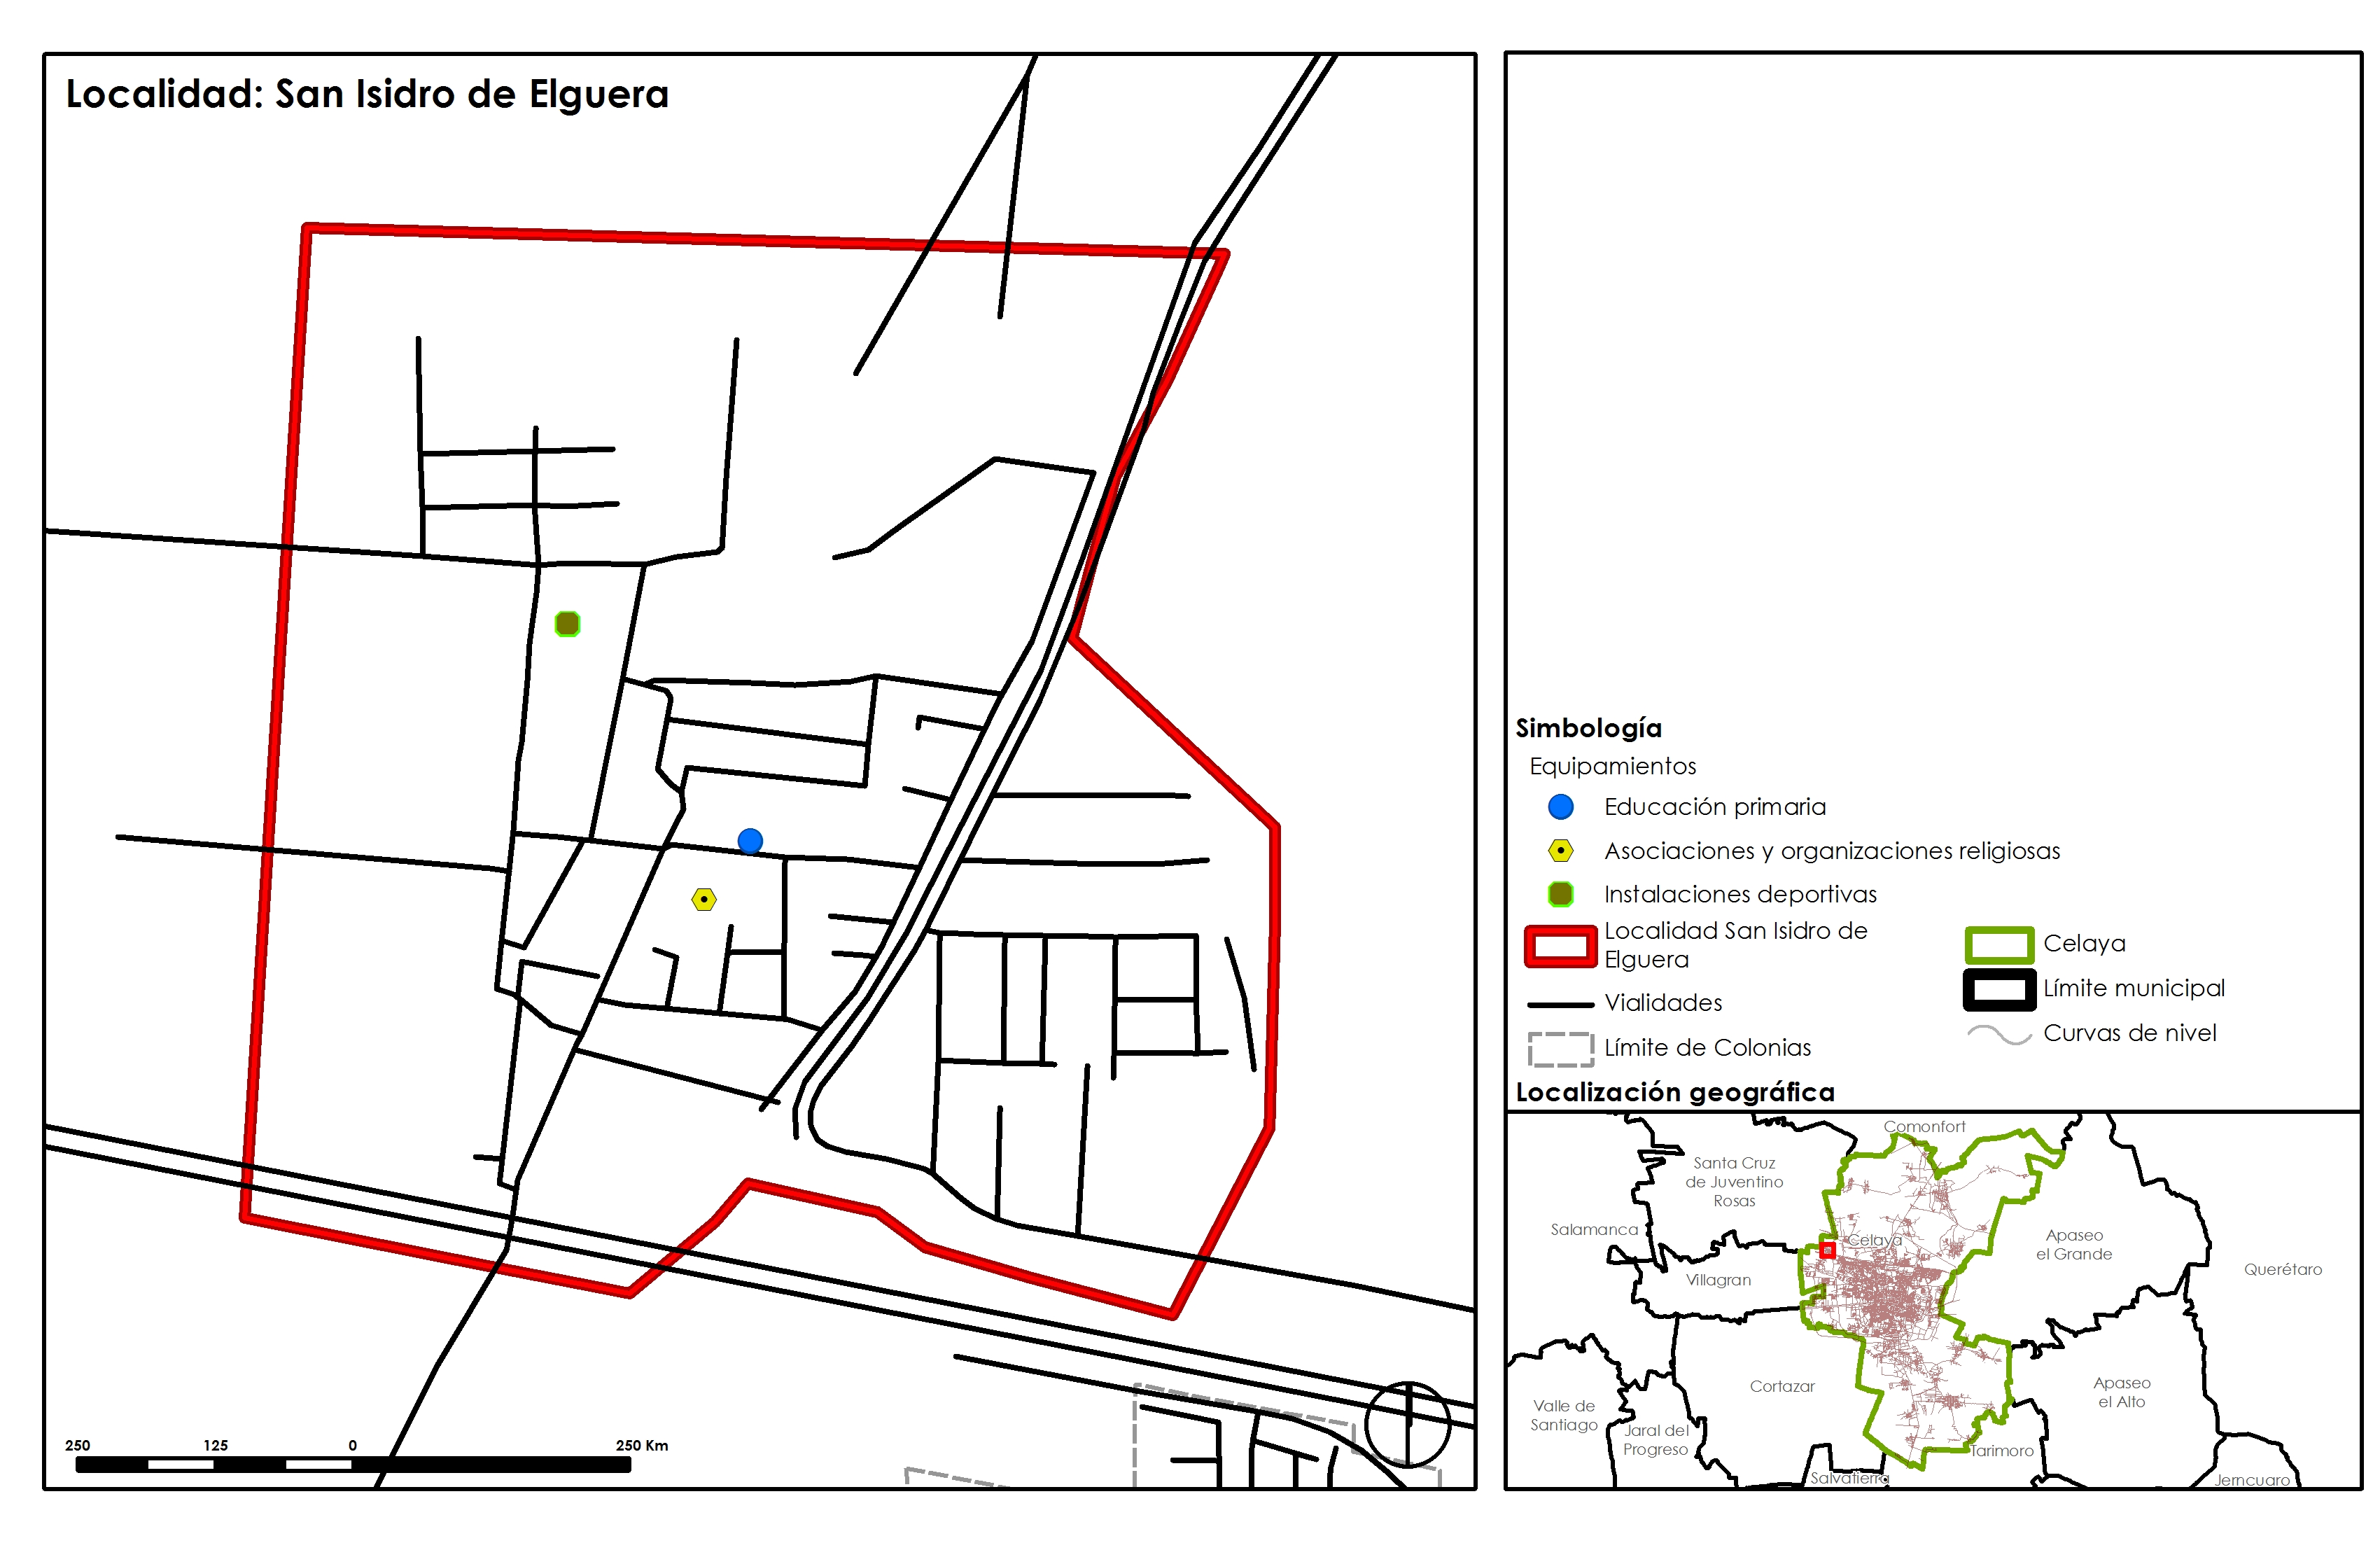 Localidad: San Isidro de Elguera
250 125 0 250 Km
Simbología
Equipamientos
Educación primaria
Asociaciones y organizaciones religiosas
Instalaciones deportivas
Localidad San Isidro de
Elguera
Vialidades
Límite de Colonias
Celaya
Límite municipal
Curvas de nivel
Localización geográfica
Comonfort
Santa Cruz
de Juventino
Rosas
Salamanca
Celaya
Apaseo
el Grande
Querétaro
Villagran
Cortazar
Apaseo
el Alto
Valle de
Santiago
Jaral del
Progreso
Tarimoro
Salvatierra
Jerncuaro